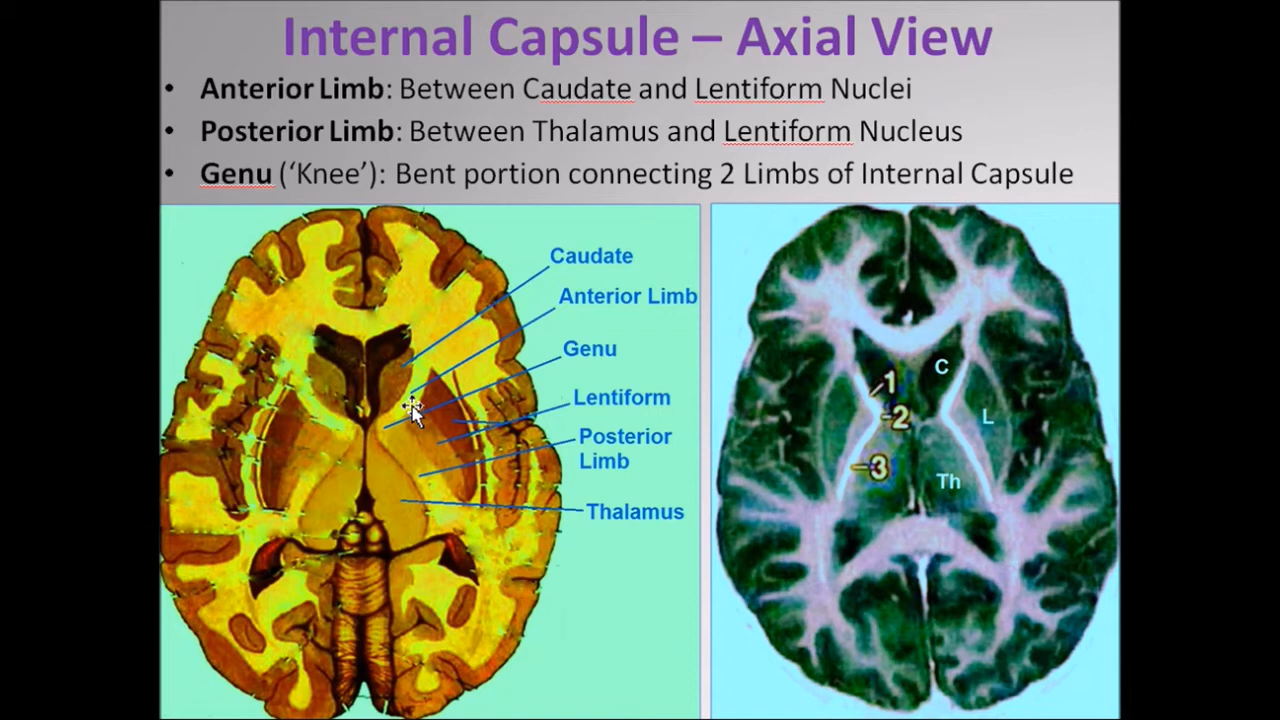 Internal Capsule – Axial View
• Anterior Limb: Between Caudate and Lentiform Nuclei
• Posterior Limb: Between Thalamus and Lentiform Nucleus
• Genu (‘Knee’): Bent portion connecting 2 Limbs of Internal Capsule
Caudate
Anterior Limb
Genu
Lentiform
Posterior
Limb
Thalamus
C
1
2
L
3
Th